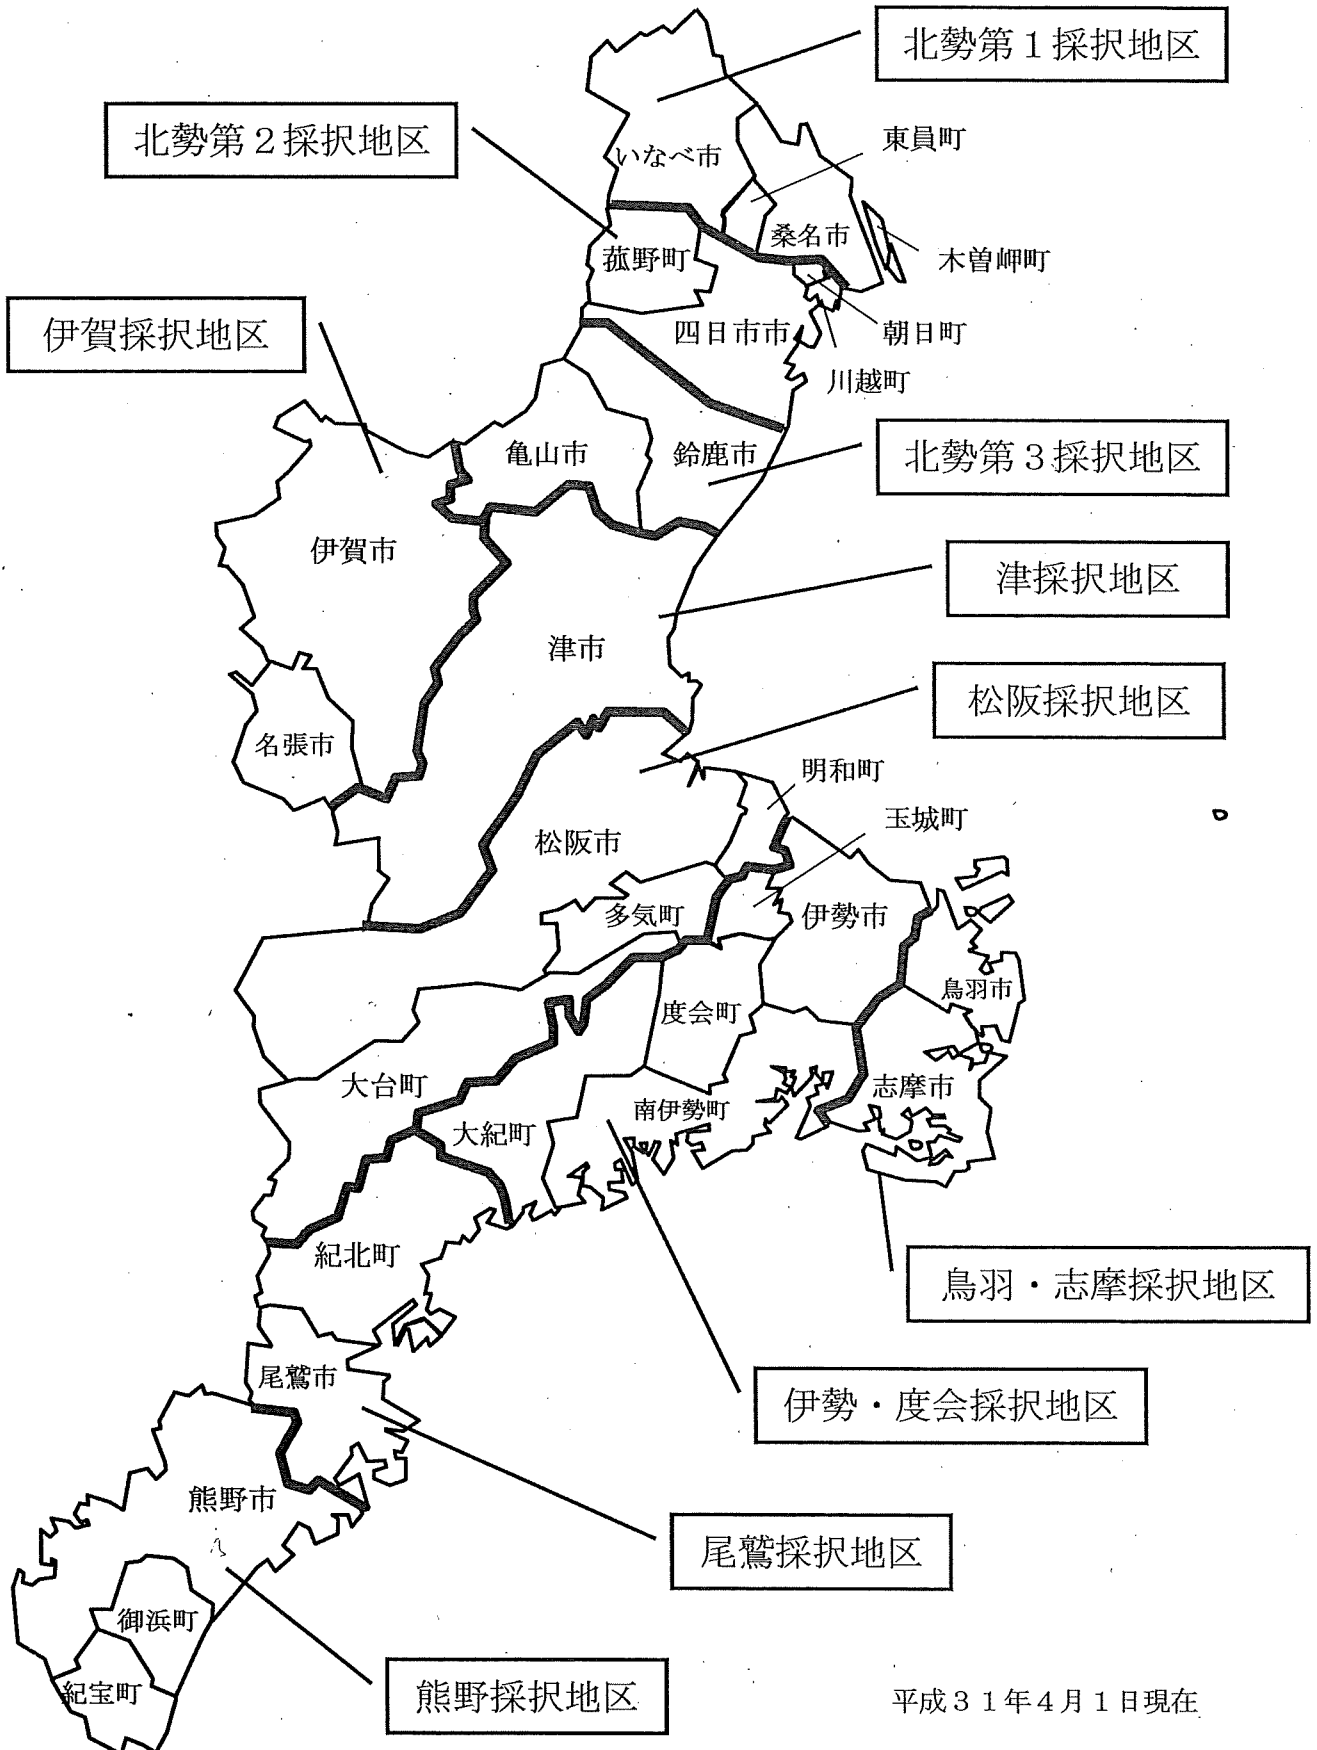 北勢第１採択地区
北勢第２採択地区
東員町
いなべ市
桑名市
菰野町
木曽岬町
伊賀採択地区
四日市市
朝日町
川越町
亀山市
鈴鹿市
北勢第３採択地区
伊賀市
津採択地区
津市
松阪採択地区
名張市
明和町
玉城町
松阪市
多気町
伊勢市
鳥羽市
度会町
大台町
志摩市
南伊勢町
大紀町
紀北町
鳥羽・志摩採択地区
尾鷲市
伊勢・度会採択地区
熊野市
尾鷲採択地区
御浜町
紀宝町
熊野採択地区
平成３１年４月１日現在